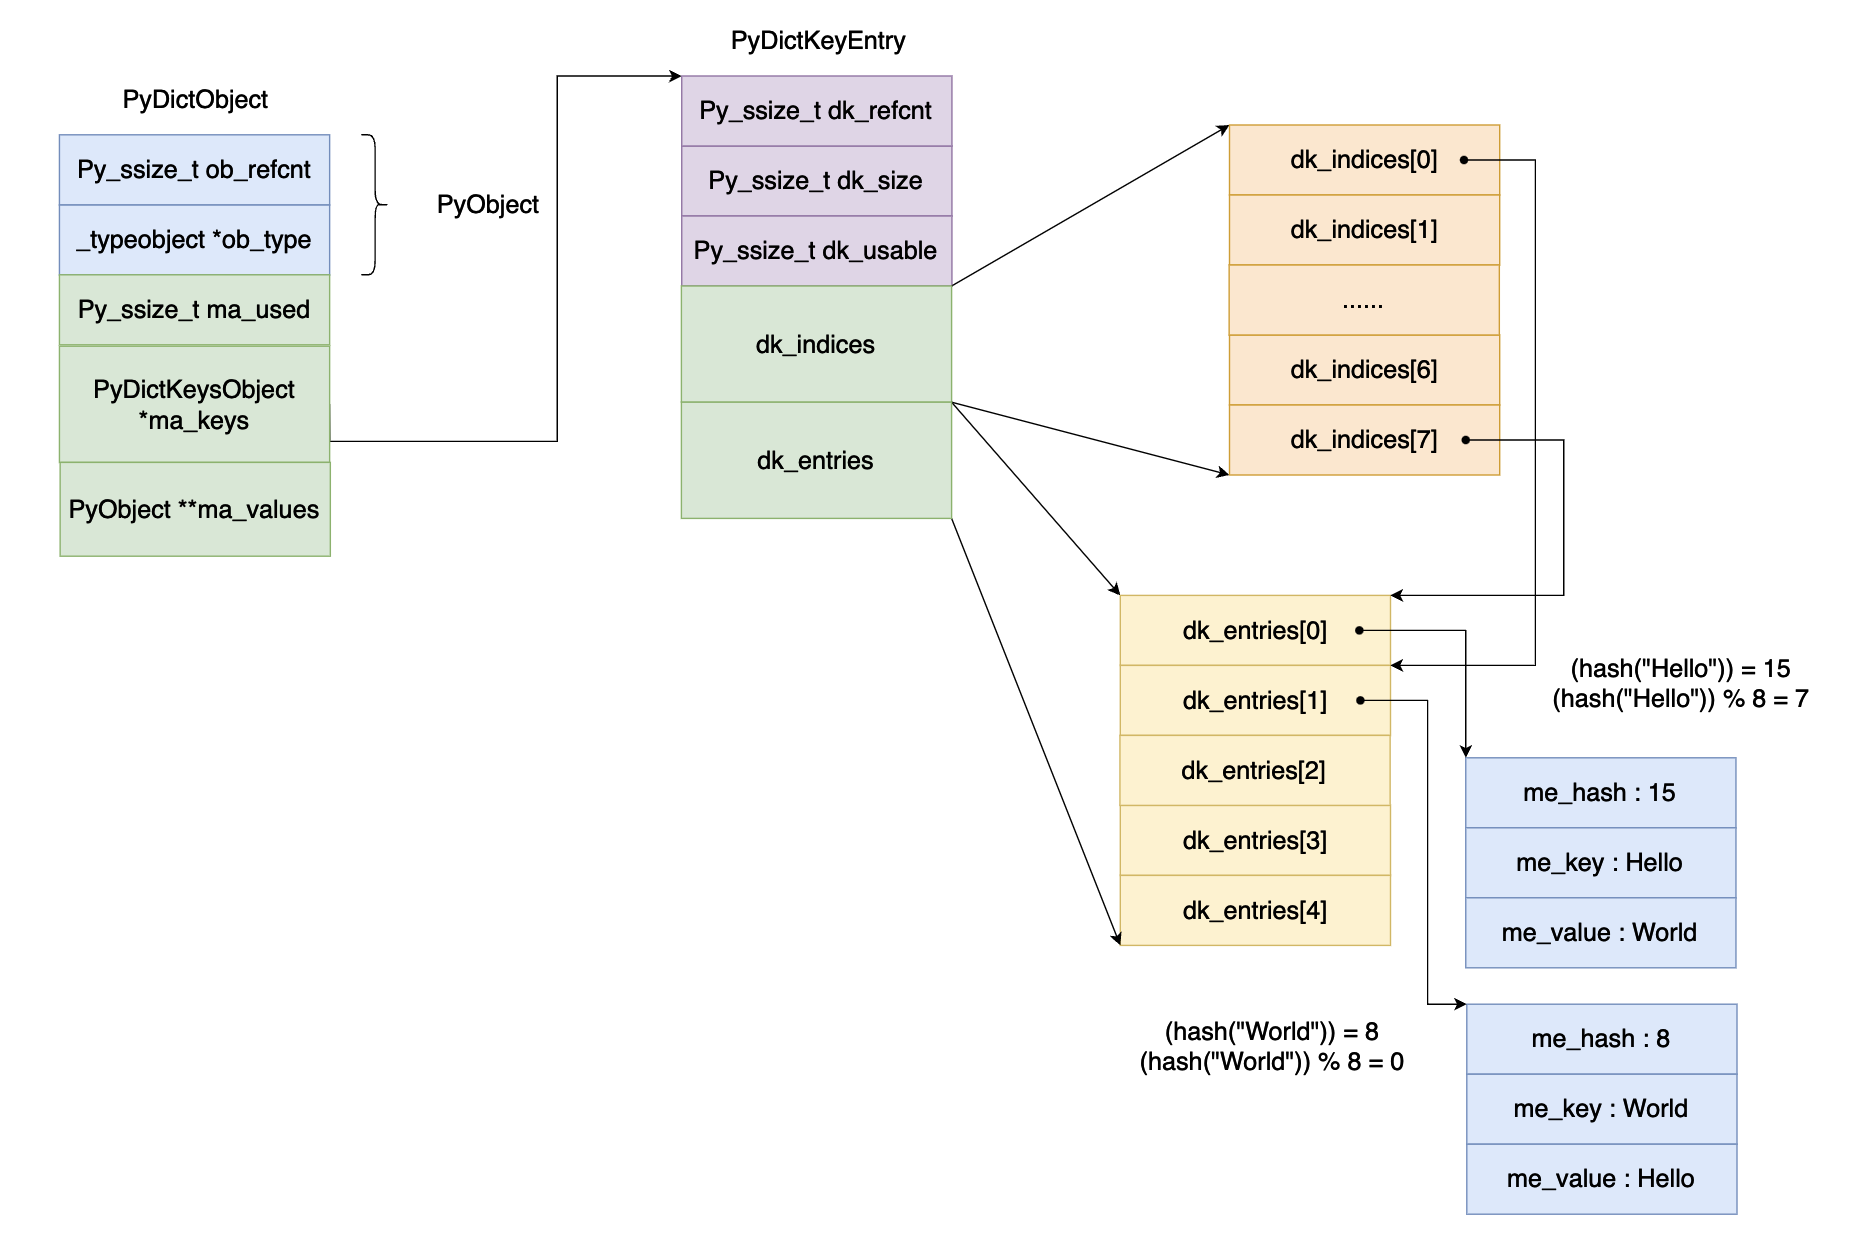 PyDictObject
Py_ssize_t ob_refcnt
_typeobject *ob_type
Py_ssize_t ma_used
PyDictKeysObject
*ma_keys
PyObject **ma_values
PyObject
PyDictKeyEntry
Py_ssize_t dk_refcnt
Py_ssize_t dk_size
Py_ssize_t dk_usable
dk_indices
dk_entries
dk_indices[0]
dk_indices[1]
......
dk_indices[6]
dk_indices[7]
dk_entries[0]
dk_entries[1]
dk_entries[2]
dk_entries[3]
dk_entries[4]
(hash("Hello")) = 15
(hash("Hello")) % 8 = 7
me_hash : 15
me_key : Hello
me_value : World
(hash("World")) = 8
(hash("World")) % 8 = 0
me_hash : 8
me_key : World
me_value : Hello